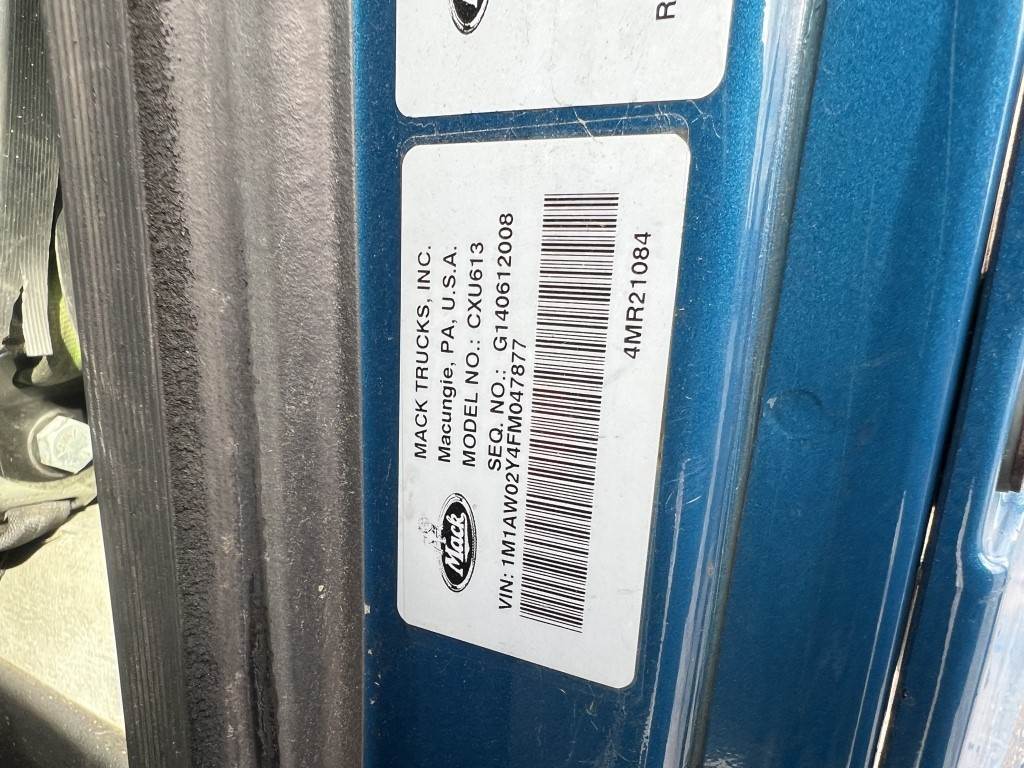 R
MACK TRUCKS, INC.
Macungie, PA, U.S.A.
MODEL NO.: CXU613
SEQ. NO.: G140612008
Mack
VIN: 1M1AW02Y4FM047877
4MR21084